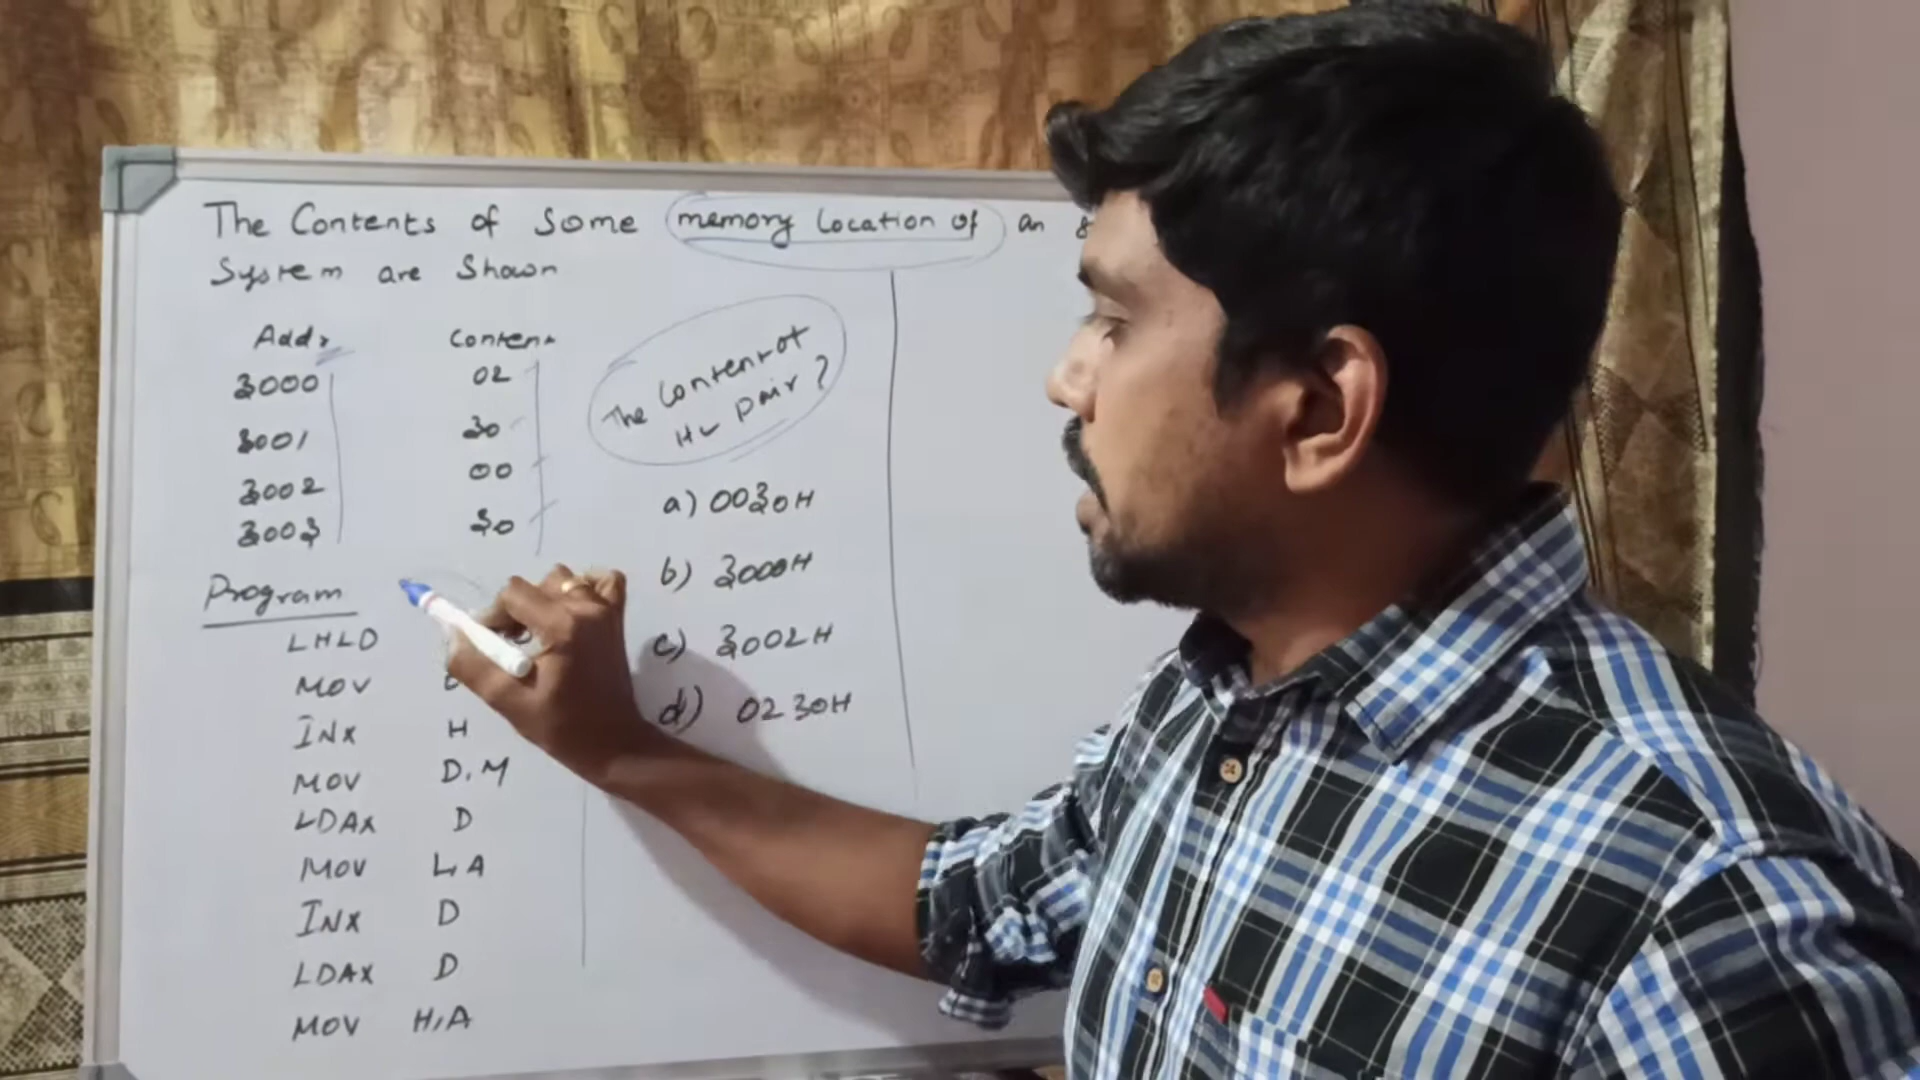 The Contents of Some memory Location of an
System are Shown
Addr Content
3000 02
3001 30
3002 00
3003 30
The Content of
HL pair?
a) 0030H
b) 3000H
c) 3002H
d) 0230H
Program
LHLD
MOV
INX H
MOV D,M
LDAX D
MOV L,A
INX D
LDAX D
MOV H,A